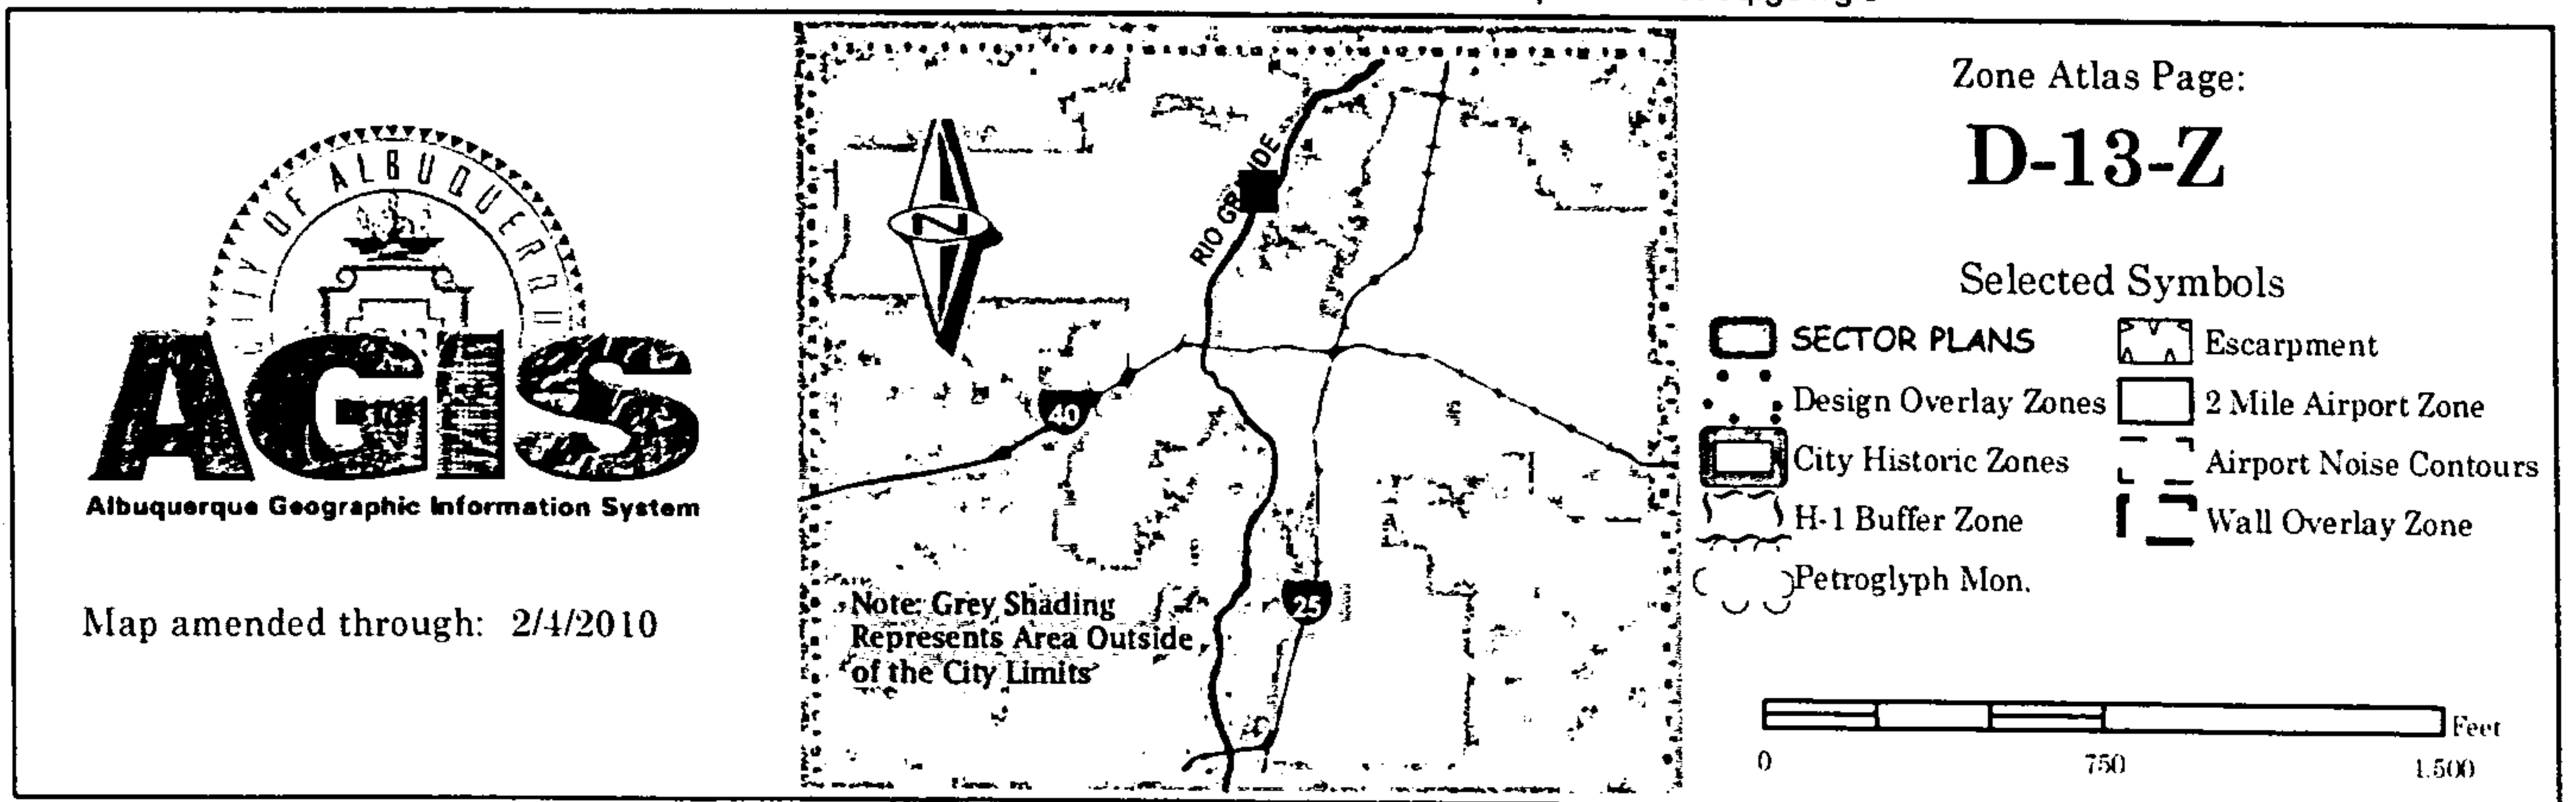 CITY OF ALBUQUERQUE
AGIS
Albuquerque Geographic Information System
Map amended through: 2/4/2010
N
RIO GRANDE
40
25
Note: Grey Shading
Represents Area Outside
of the City Limits
Zone Atlas Page:
D-13-Z
Selected Symbols
SECTOR PLANS
Design Overlay Zones
City Historic Zones
H-1 Buffer Zone
Petroglyph Mon.
Escarpment
2 Mile Airport Zone
Airport Noise Contours
Wall Overlay Zone
Feet
0 750 1,500